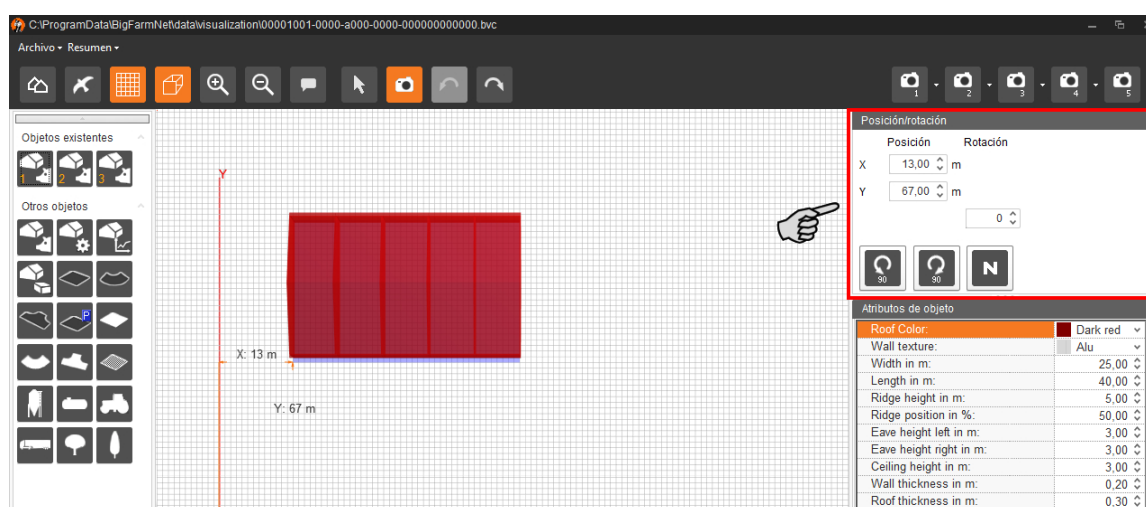 C:\ProgramData\BigFarmNet\data\visualization\00001001-0000-a000-0000-000000000000.bvc
Archivo Resumen
1 2 3 4 5
Posición/rotación
Posición Rotación
X 13,00 m
Y 67,00 m
0
90 90 N
Objetos existentes
1 2 3
Otros objetos
P
Y
X: 13 m
Y: 67 m
Atributos de objeto
Roof Color: Dark red
Wall texture: Alu
Width in m: 25,00
Length in m: 40,00
Ridge height in m: 5,00
Ridge position in %: 50,00
Eave height left in m: 3,00
Eave height right in m: 3,00
Ceiling height in m: 3,00
Wall thickness in m: 0,20
Roof thickness in m: 0,30